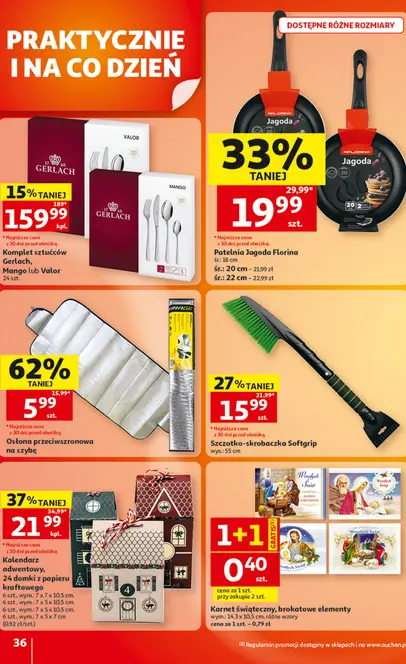 PRAKTYCZNIE
I NA CO DZIEŃ
DOSTĘPNE RÓŻNE ROZMIARY
Jagoda
Jagoda
33%
TANIEJ
29,99*
19 99
szt.
*Najniższa cena
z 30 dni przed obniżką
Patelnia Jagoda Florina
śr.: 18 cm
śr.: 20 cm - 21,99 zł
śr.: 22 cm - 22,99 zł
VALOR
GERLACH
MANGO
GERLACH
15% TANIEJ
189*
159.-
kpl.
*Najniższa cena
z 30 dni przed obniżką
Komplet sztućców
Gerlach,
Mango lub Valor
24 szt.
62%
TANIEJ
15,99*
5 99
szt.
*Najniższa cena
z 30 dni przed obniżką
Osłona przeciwszronowa
na szybę
27% TANIEJ
21,99*
15 99
szt.
*Najniższa cena
z 30 dni przed obniżką
Szczotko-skrobaczka Softgrip
wys.: 55 cm
37% TANIEJ
34,99*
21 99
szt.
*Najniższa cena
z 30 dni przed obniżką
Kalendarz
adwentowy,
24 domki z papieru
kraftowego
6 szt., wym.: 7 x 7 x 10,5 cm,
6 szt., wym.: 7 x 5 x 10,5 cm,
6 szt., wym.: 7 x 5 x 10,5 cm,
6 szt., wym.: 7 x 5 x 7 cm
(0,92 zł/szt.)
4
1+1
GRATIS
0 40
cena za 1 szt.
przy zakupie 2 szt.
Karnet świąteczny, brokatowe elementy
wym.: 14,3 x 10,5 cm, różne wzory
cena za 1 szt. - 0,79 zł
36
Regulamin promocji dostępny w sklepach i na www.auchan.p